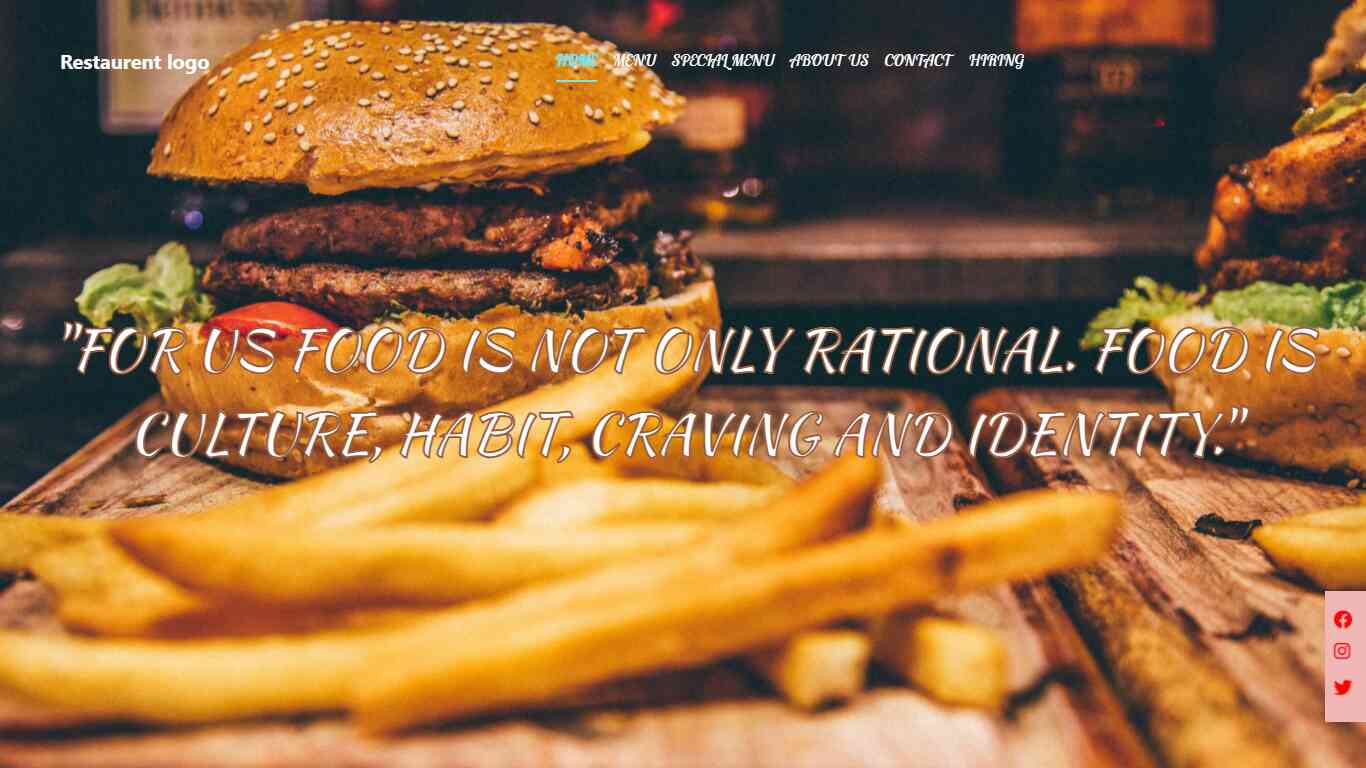 Restaurent logo
HOME MENU SPECIAL MENU ABOUT US CONTACT HIRING
"FOR US FOOD IS NOT ONLY RATIONAL. FOOD IS
CULTURE, HABIT, CRAVING AND IDENTITY."